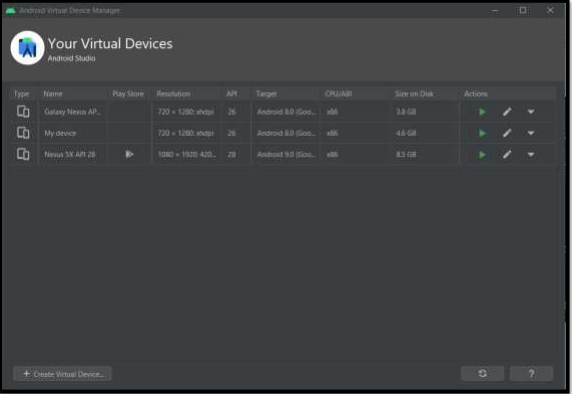 Android Virtual Device Manager
Your Virtual Devices
Android Studio
Type Name Play Store Resolution API Target CPU/ABI Size on Disk Actions
Galaxy Nexus AP... 720 × 1280: xhdpi 26 Android 8.0 (Goo... x86 3.8 GB
My device 720 × 1280: xhdpi 26 Android 8.0 (Goo... x86 4.6 GB
Nexus 5X API 28 1080 × 1920: 420... 28 Android 9.0 (Goo... x86 8.5 GB
+ Create Virtual Device...
?